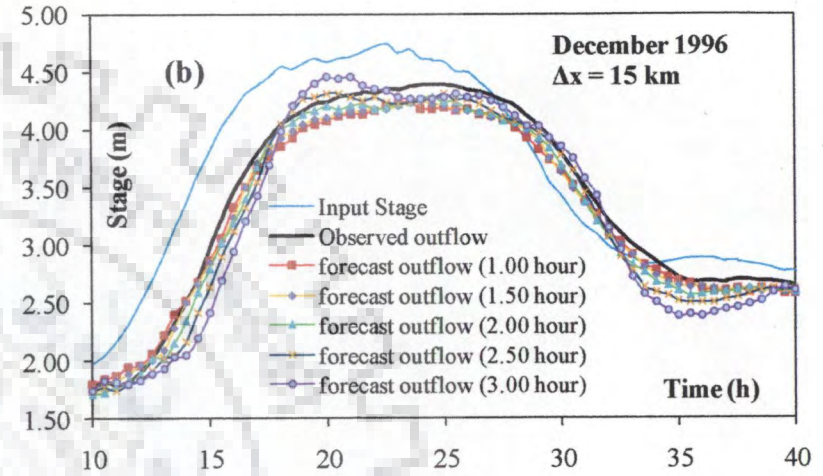 5.00
4.50
4.00
3.50
3.00
2.50
2.00
1.50
Stage (m)
(b)
December 1996
Δx = 15 km
Input Stage
Observed outflow
forecast outflow (1.00 hour)
forecast outflow (1.50 hour)
forecast outflow (2.00 hour)
forecast outflow (2.50 hour)
forecast outflow (3.00 hour)
Time (h)
10 15 20 25 30 35 40